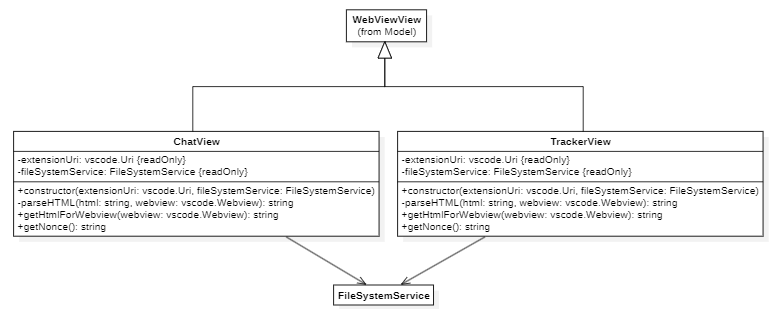 WebViewView
(from Model)
ChatView
-extensionUri: vscode.Uri {readOnly}
-fileSystemService: FileSystemService {readOnly}
+constructor(extensionUri: vscode.Uri, fileSystemService: FileSystemService)
-parseHTML(html: string, webview: vscode.Webview): string
+getHtmlForWebview(webview: vscode.Webview): string
+getNonce(): string
TrackerView
-extensionUri: vscode.Uri {readOnly}
-fileSystemService: FileSystemService {readOnly}
+constructor(extensionUri: vscode.Uri, fileSystemService: FileSystemService)
-parseHTML(html: string, webview: vscode.Webview): string
+getHtmlForWebview(webview: vscode.Webview): string
+getNonce(): string
FileSystemService